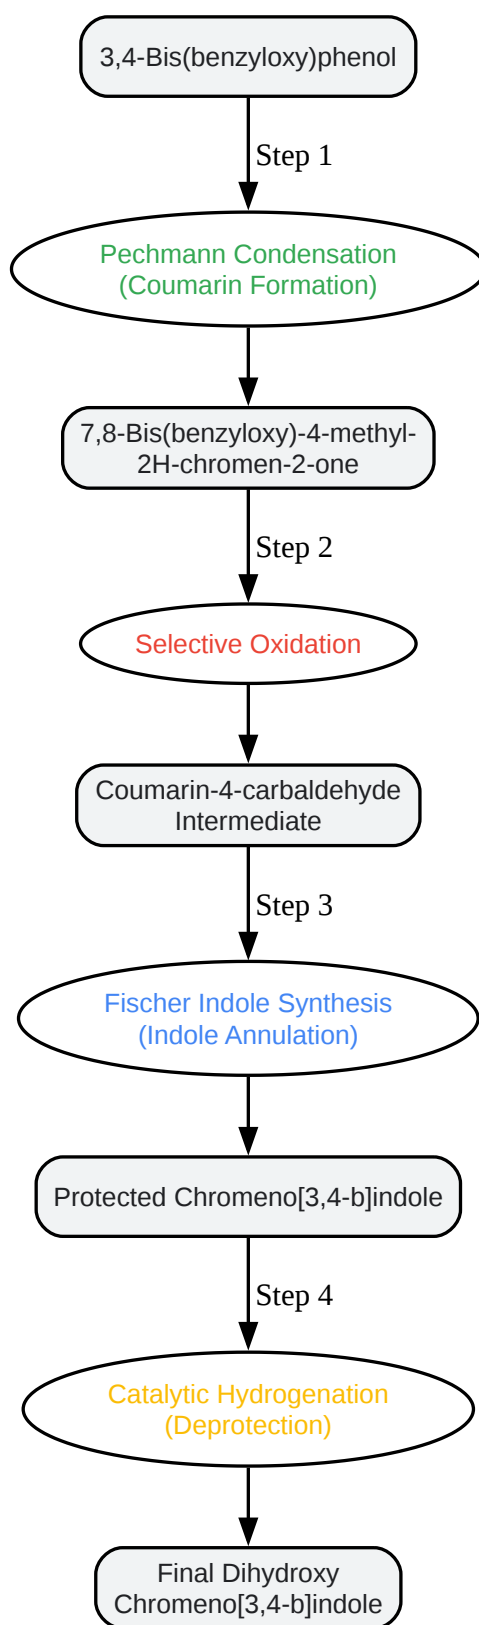 3,4-Bis(benzyloxy)phenol
Step 1
Pechmann Condensation
(Coumarin Formation)
7,8-Bis(benzyloxy)-4-methyl-
2H-chromen-2-one
Step 2
Selective Oxidation
Coumarin-4-carbaldehyde
Intermediate
Step 3
Fischer Indole Synthesis
(Indole Annulation)
Protected Chromeno[3,4-b]indole
Step 4
Catalytic Hydrogenation
(Deprotection)
Final Dihydroxy
Chromeno[3,4-b]indole